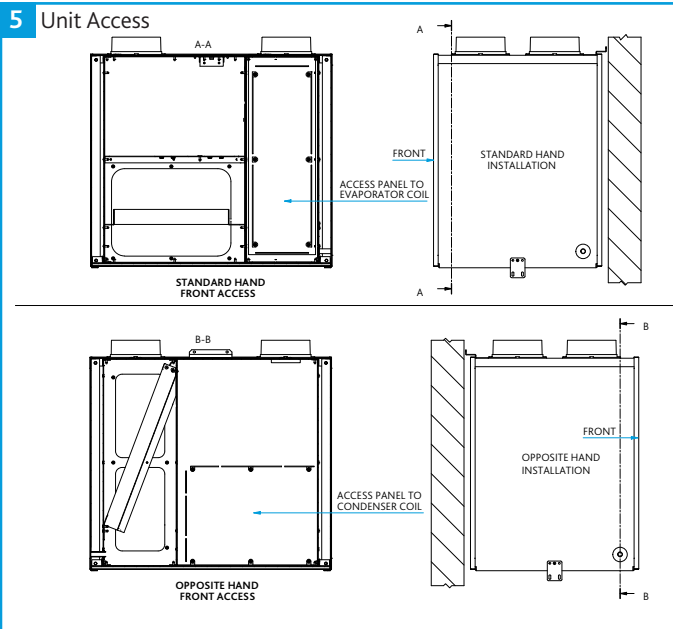 5 Unit Access
A-A
A
FRONT
STANDARD HAND
INSTALLATION
ACCESS PANEL TO
EVAPORATOR COIL
STANDARD HAND
FRONT ACCESS
A
B-B
B
FRONT
OPPOSITE HAND
INSTALLATION
ACCESS PANEL TO
CONDENSER COIL
OPPOSITE HAND
FRONT ACCESS
B